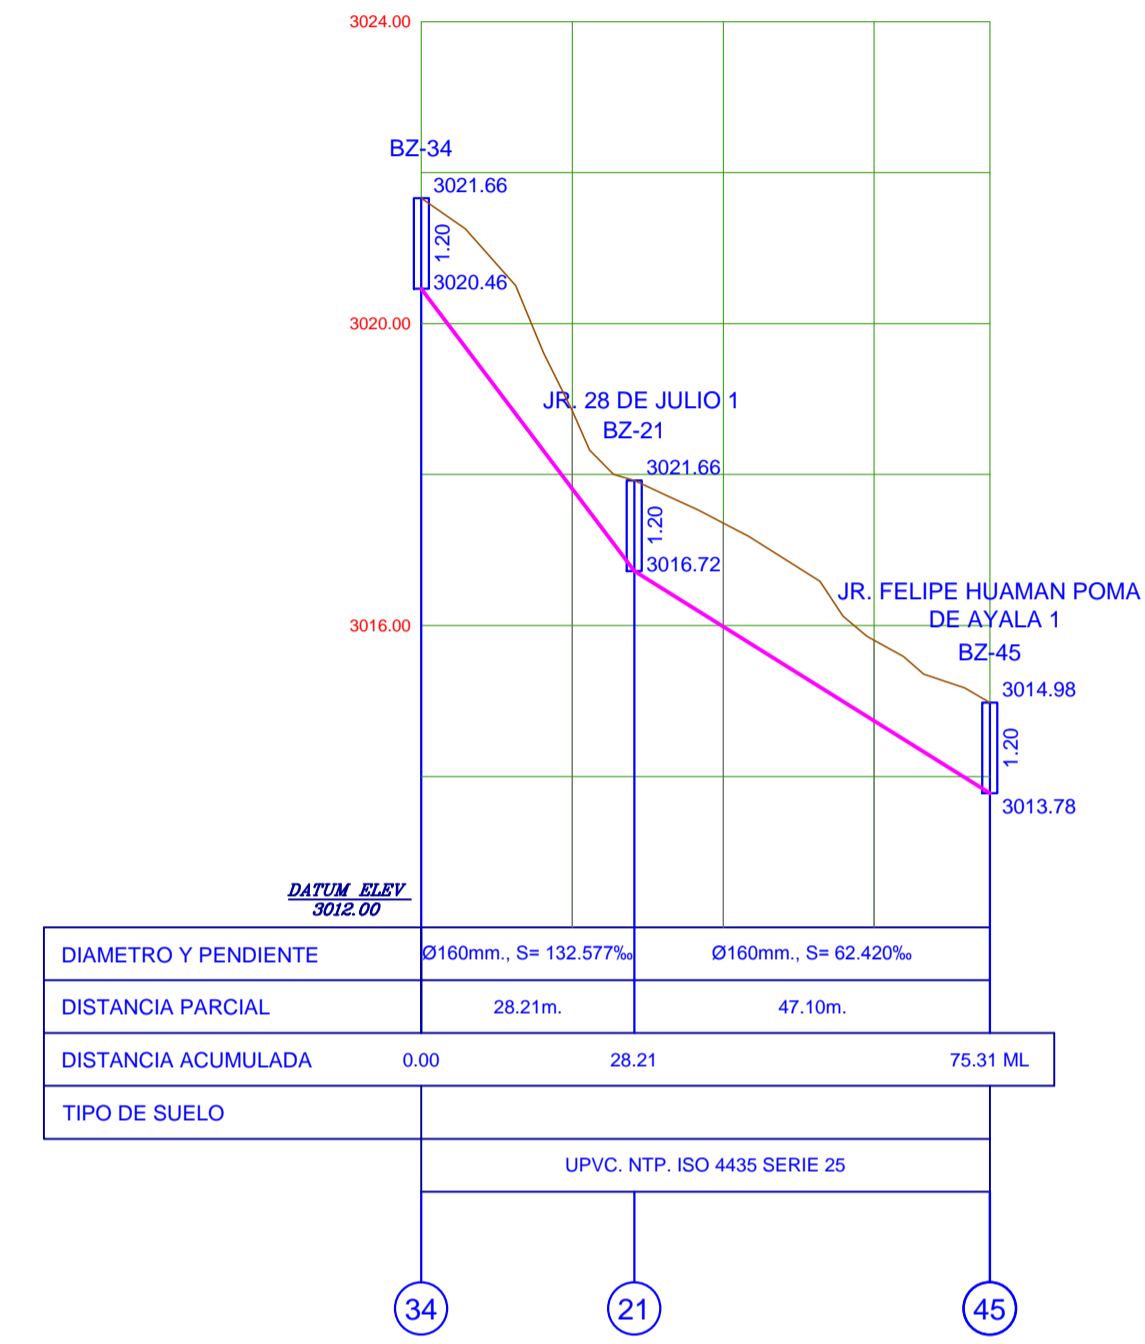 3024.00
BZ-34
3021.66
1.20
3020.46
3020.00
JR. 28 DE JULIO 1
BZ-21
3021.66
1.20
3016.72
3016.00
JR. FELIPE HUAMAN POMA
DE AYALA 1
BZ-45
3014.98
1.20
3013.78
DATUM ELEV
3012.00
DIAMETRO Y PENDIENTE Ø160mm., S= 132.577‰ Ø160mm., S= 62.420‰
DISTANCIA PARCIAL 28.21m. 47.10m.
DISTANCIA ACUMULADA 0.00 28.21 75.31 ML
TIPO DE SUELO
UPVC. NTP. ISO 4435 SERIE 25
34 21 45